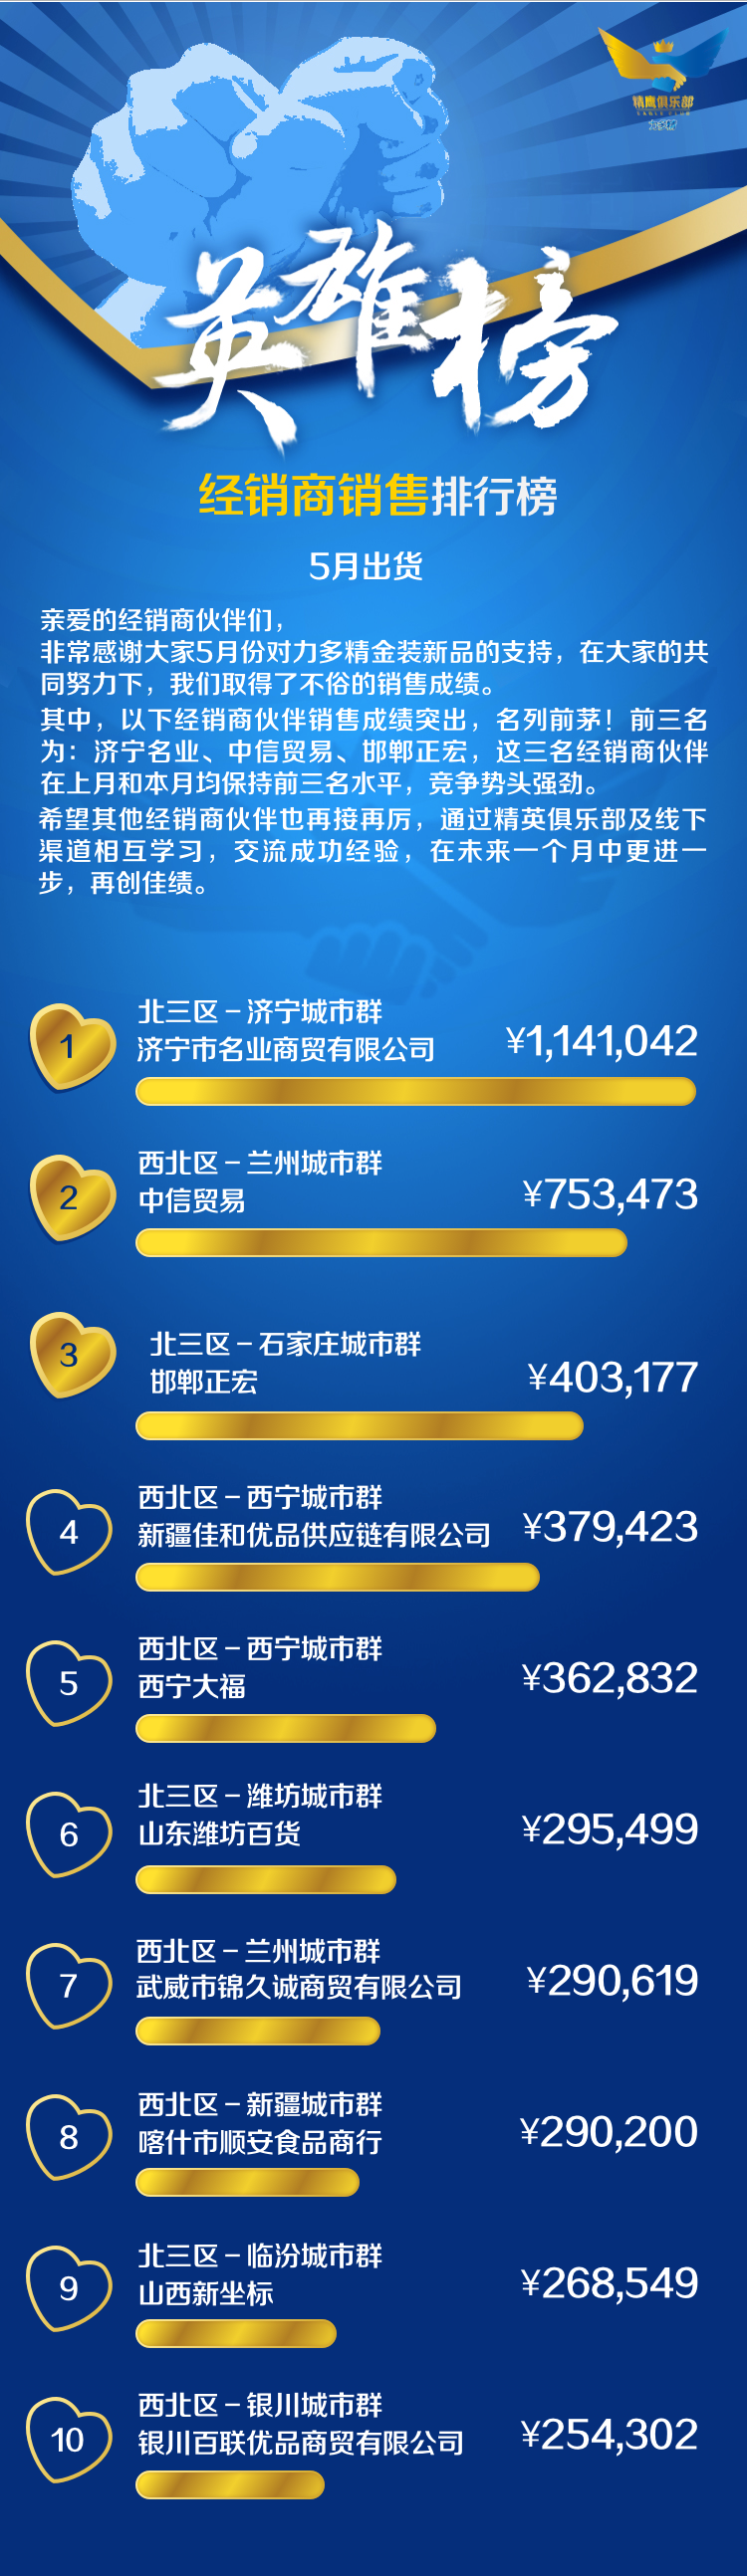 精鹰俱乐部
EAGLE CLUB
力多精
英雄榜
经销商销售排行榜
5月出货
亲爱的经销商伙伴们，
非常感谢大家5月份对力多精金装新品的支持，在大家的共
同努力下，我们取得了不俗的销售成绩。
其中，以下经销商伙伴销售成绩突出，名列前茅！前三名
为：济宁名业、中信贸易、邯郸正宏，这三名经销商伙伴
在上月和本月均保持前三名水平，竞争势头强劲。
希望其他经销商伙伴也再接再厉，通过精英俱乐部及线下
渠道相互学习，交流成功经验，在未来一个月中更进一
步，再创佳绩。
1
北三区－济宁城市群
济宁市名业商贸有限公司
¥1,141,042
2
西北区－兰州城市群
中信贸易
¥753,473
3
北三区－石家庄城市群
邯郸正宏
¥403,177
4
西北区－西宁城市群
新疆佳和优品供应链有限公司
¥379,423
5
西北区－西宁城市群
西宁大福
¥362,832
6
北三区－潍坊城市群
山东潍坊百货
¥295,499
7
西北区－兰州城市群
武威市锦久诚商贸有限公司
¥290,619
8
西北区－新疆城市群
喀什市顺安食品商行
¥290,200
9
北三区－临汾城市群
山西新坐标
¥268,549
10
西北区－银川城市群
银川百联优品商贸有限公司
¥254,302